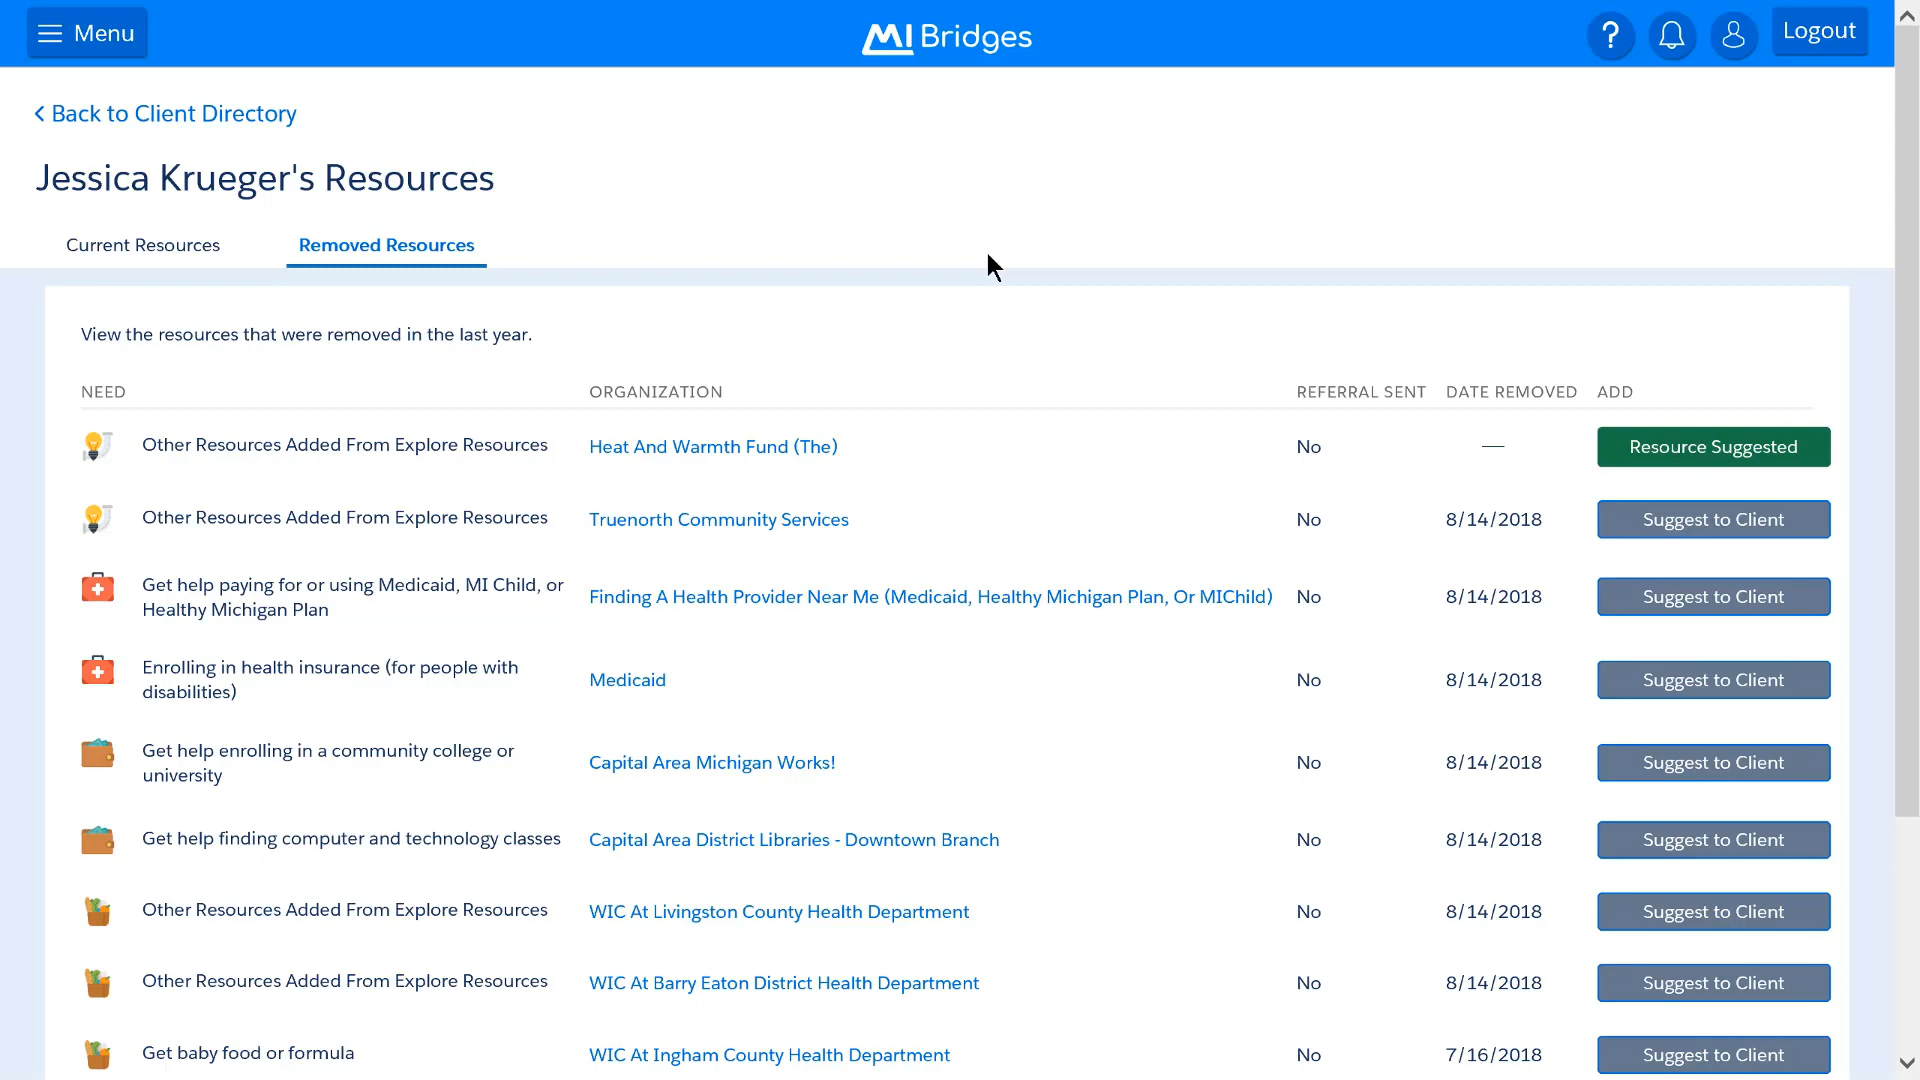 Menu
MI Bridges
?
Logout
Back to Client Directory
Jessica Krueger's Resources
Current Resources
Removed Resources
View the resources that were removed in the last year.
NEED ORGANIZATION REFERRAL SENT DATE REMOVED ADD
Other Resources Added From Explore Resources Heat And Warmth Fund (The) No — Resource Suggested
Other Resources Added From Explore Resources Truenorth Community Services No 8/14/2018 Suggest to Client
Get help paying for or using Medicaid, MI Child, or
Healthy Michigan Plan
Finding A Health Provider Near Me (Medicaid, Healthy Michigan Plan, Or MIChild) No 8/14/2018 Suggest to Client
Enrolling in health insurance (for people with
disabilities)
Medicaid No 8/14/2018 Suggest to Client
Get help enrolling in a community college or
university
Capital Area Michigan Works! No 8/14/2018 Suggest to Client
Get help finding computer and technology classes Capital Area District Libraries - Downtown Branch No 8/14/2018 Suggest to Client
Other Resources Added From Explore Resources WIC At Livingston County Health Department No 8/14/2018 Suggest to Client
Other Resources Added From Explore Resources WIC At Barry Eaton District Health Department No 8/14/2018 Suggest to Client
Get baby food or formula WIC At Ingham County Health Department No 7/16/2018 Suggest to Client